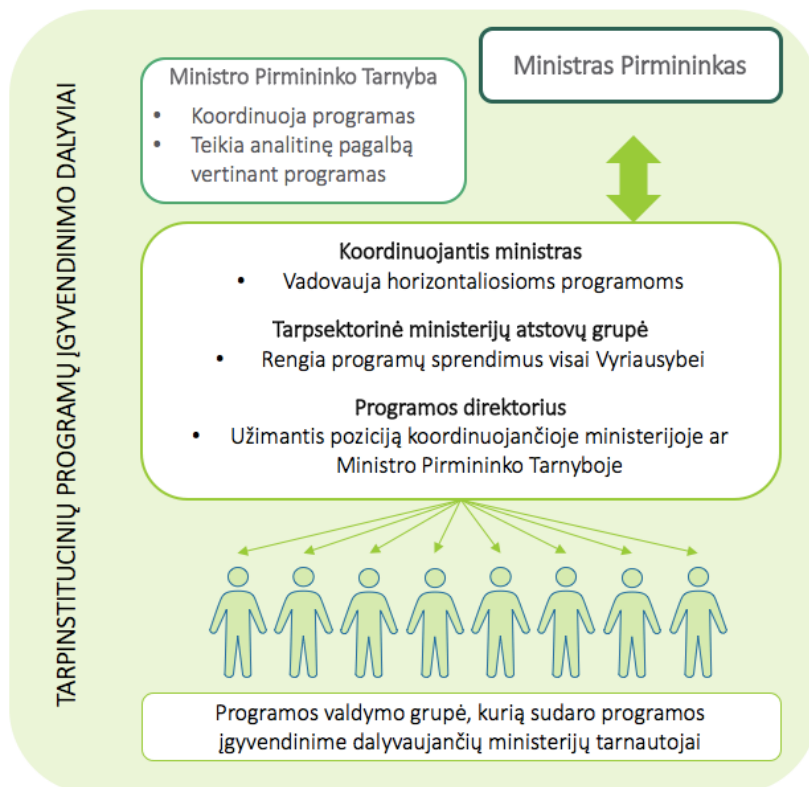 TARPINSTITUCINIŲ PROGRAMŲ ĮGYVENDINIMO DALYVIAI
Ministro Pirmininko Tarnyba
• Koordinuoja programas
• Teikia analitinę pagalbą
vertinant programas
Ministras Pirmininkas
Koordinuojantis ministras
• Vadovauja horizontaliosioms programoms
Tarpsektorinė ministerijų atstovų grupė
• Rengia programų sprendimus visai Vyriausybei
Programos direktorius
• Užimantis poziciją koordinuojančioje ministerijoje ar
Ministro Pirmininko Tarnyboje
Programos valdymo grupė, kurią sudaro programos
įgyvendinime dalyvaujančių ministerijų tarnautojai